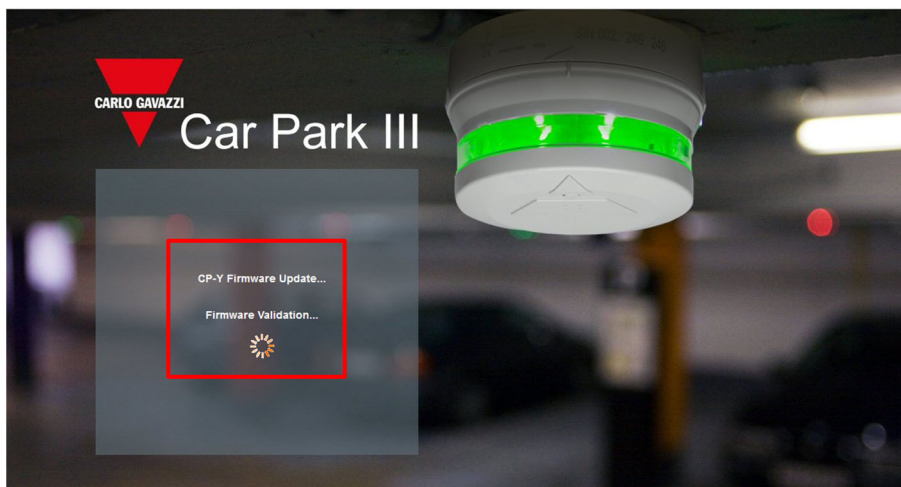 CARLO GAVAZZI
Car Park III
CP-Y Firmware Update...
Firmware Validation...